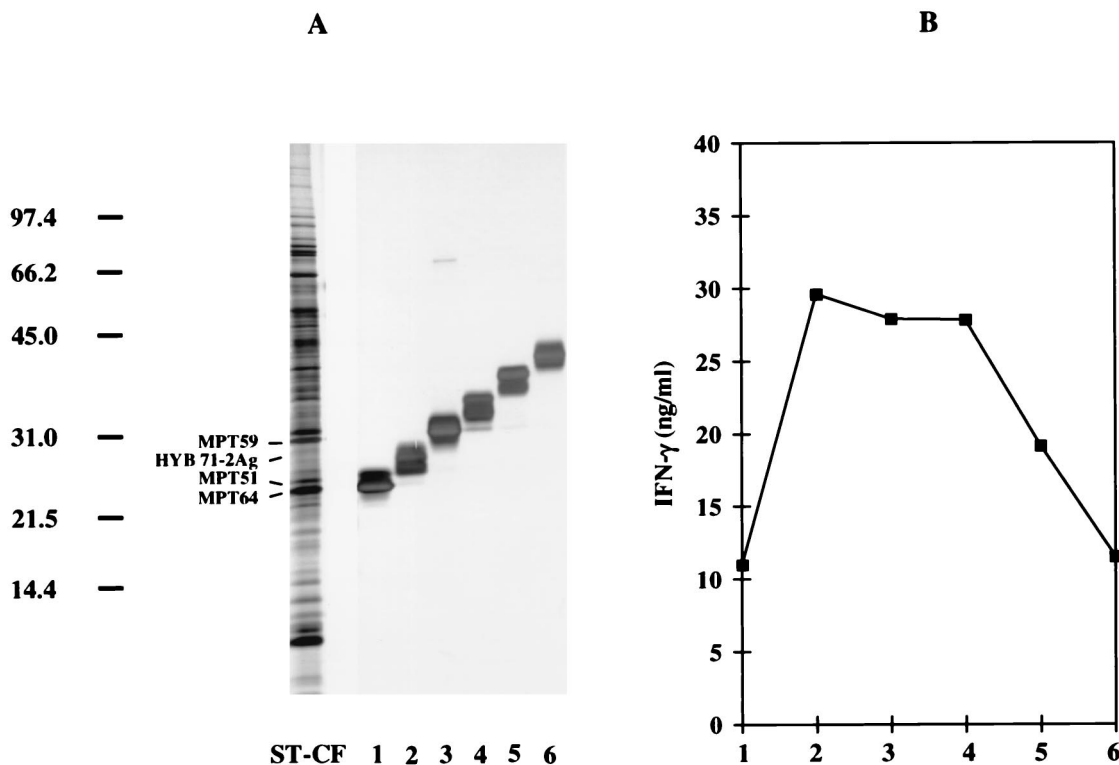 A
B
97.4
66.2
45.0
31.0
21.5
14.4
MPT59
HYB 71-2Ag
MPT51
MPT64
ST-CF 1 2 3 4 5 6
IFN-γ (ng/ml)
40
35
30
25
20
15
10
5
0
1 2 3 4 5 6